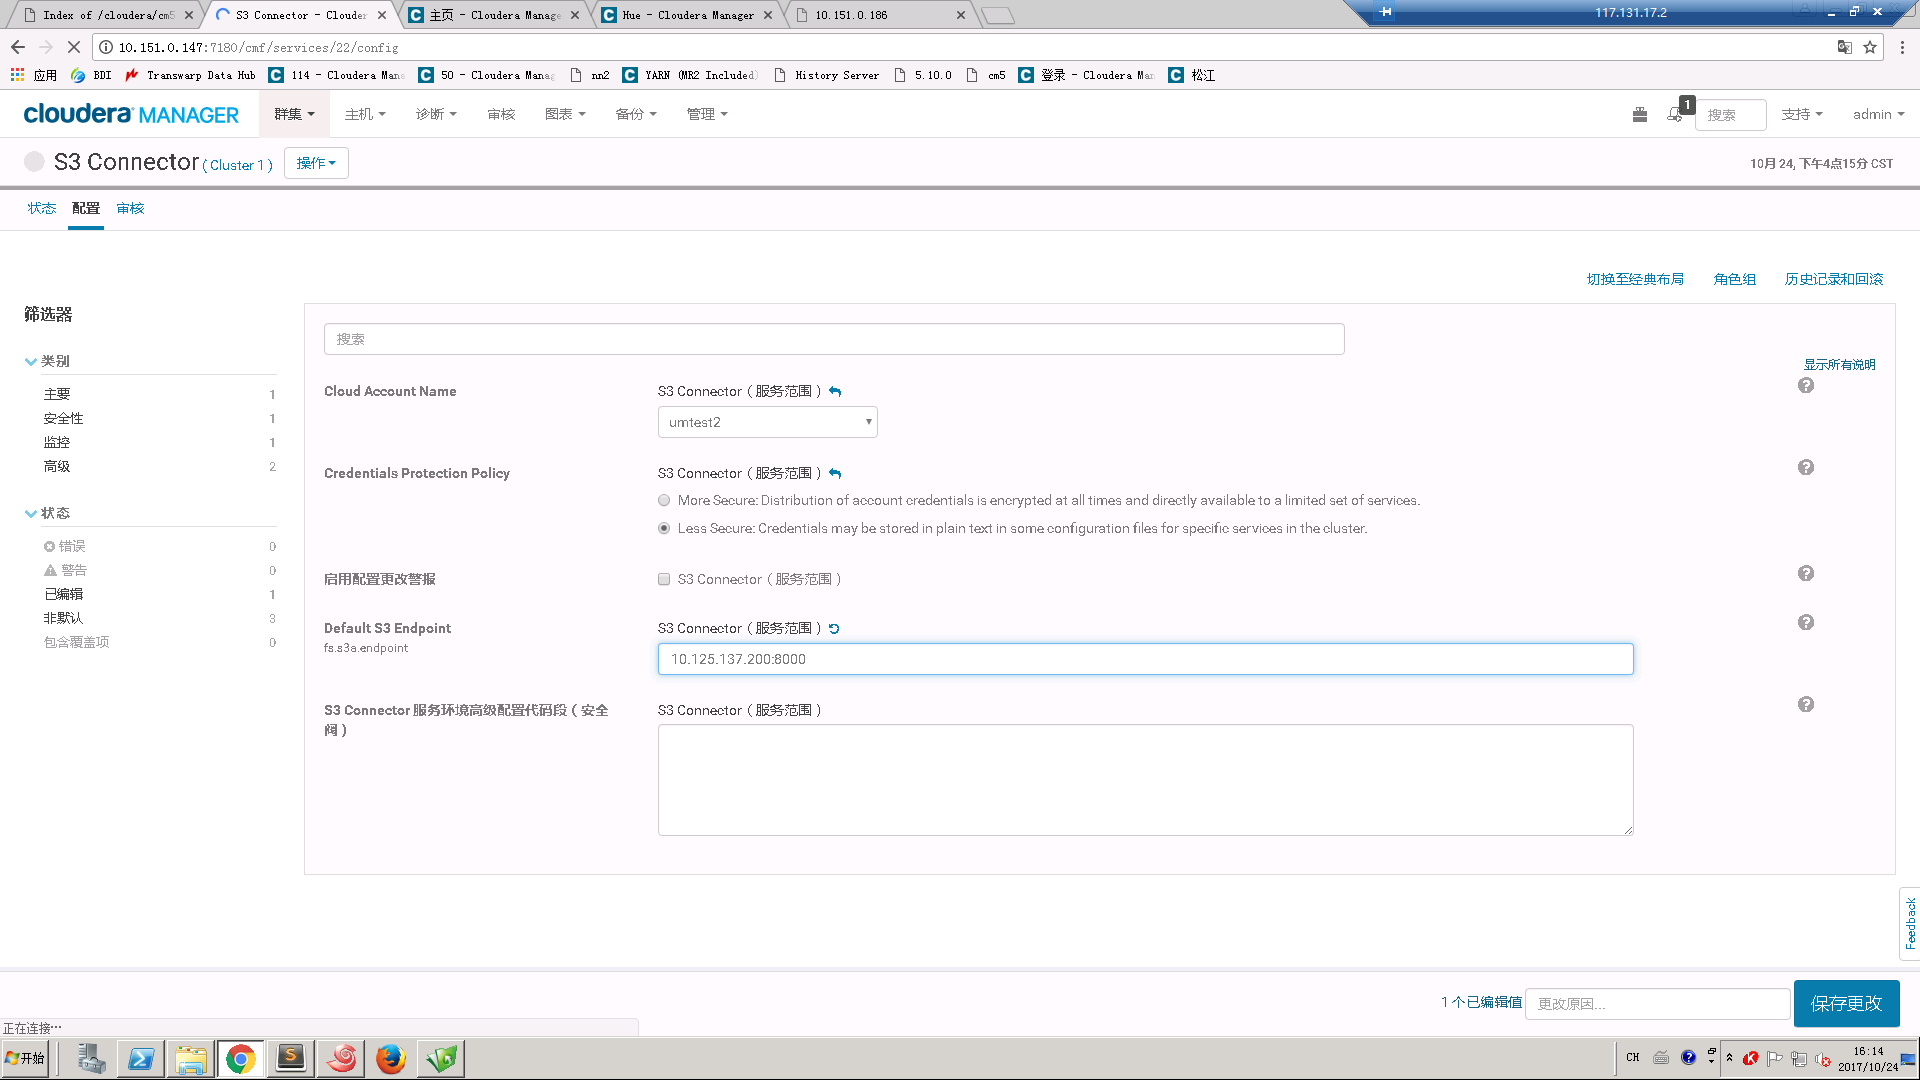 Index of /cloudera/cm5
S3 Connector - Clouder
主页 - Cloudera Manage
Hue - Cloudera Manager
10.151.0.186
117.131.17.2
10.151.0.147:7180/cmf/services/22/config
应用
BDI
Transwarp Data Hub
114 - Cloudera Mana
50 - Cloudera Manag
nn2
YARN (MR2 Included)
History Server
5.10.0
cm5
登录 - Cloudera Man
松江
cloudera MANAGER
群集
主机
诊断
审核
图表
备份
管理
1
搜索
支持
admin
S3 Connector ( Cluster 1 )
操作
10月 24, 下午4点15分 CST
状态
配置
审核
切换至经典布局
角色组
历史记录和回滚
筛选器
类别
主要 1
安全性 1
监控 1
高级 2
状态
错误 0
警告 0
已编辑 1
非默认 3
包含覆盖项 0
搜索
显示所有说明
Cloud Account Name
S3 Connector（服务范围）
umtest2
Credentials Protection Policy
S3 Connector（服务范围）
More Secure: Distribution of account credentials is encrypted at all times and directly available to a limited set of services.
Less Secure: Credentials may be stored in plain text in some configuration files for specific services in the cluster.
启用配置更改警报
S3 Connector（服务范围）
Default S3 Endpoint
fs.s3a.endpoint
S3 Connector（服务范围）
10.125.137.200:8000
S3 Connector 服务环境高级配置代码段（安全
阀）
S3 Connector（服务范围）
Feedback
1 个已编辑值
更改原因...
保存更改
正在连接…
开始
CH
16:14
2017/10/24